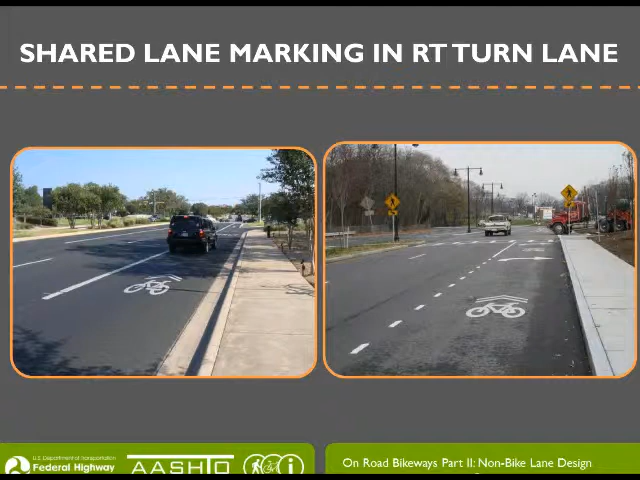 SHARED LANE MARKING IN RT TURN LANE
U.S. Department of Transportation
Federal Highway
AASHTO
On Road Bikeways Part II: Non-Bike Lane Design